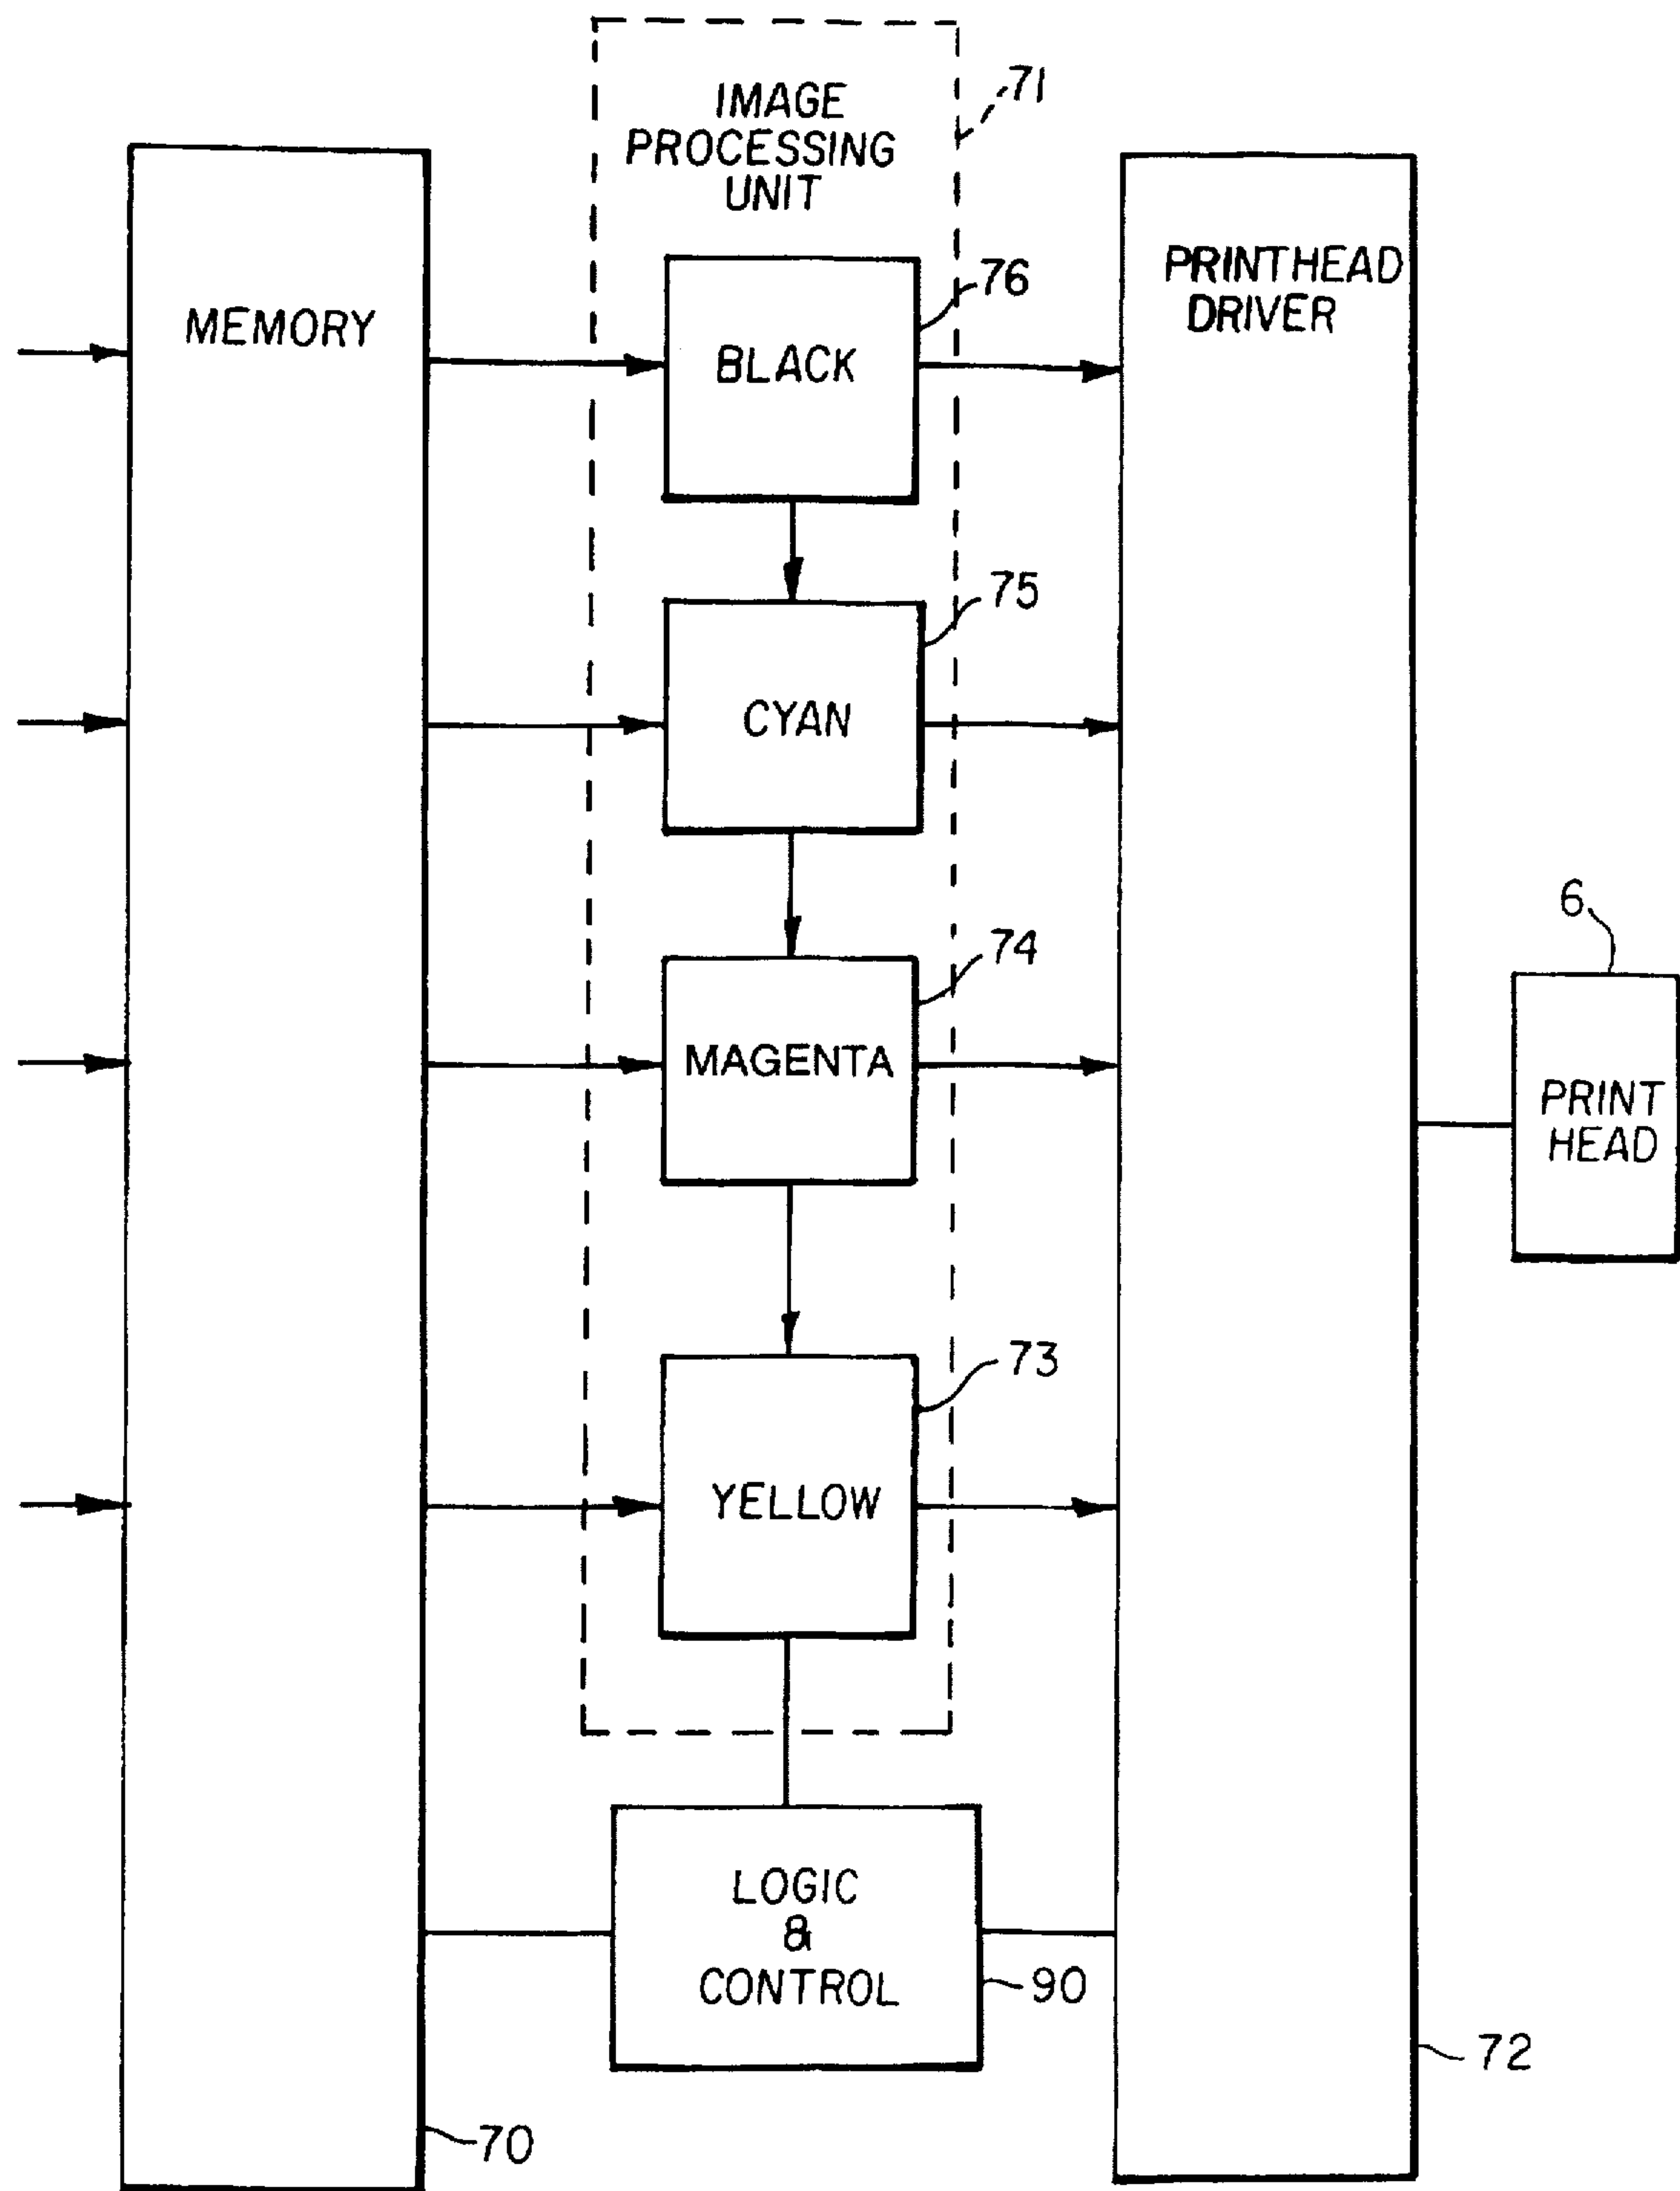 IMAGE
PROCESSING
UNIT
71
MEMORY
PRINTHEAD
DRIVER
76
BLACK
75
CYAN
74
MAGENTA
6
PRINT
HEAD
73
YELLOW
LOGIC
&
CONTROL
90
72
70